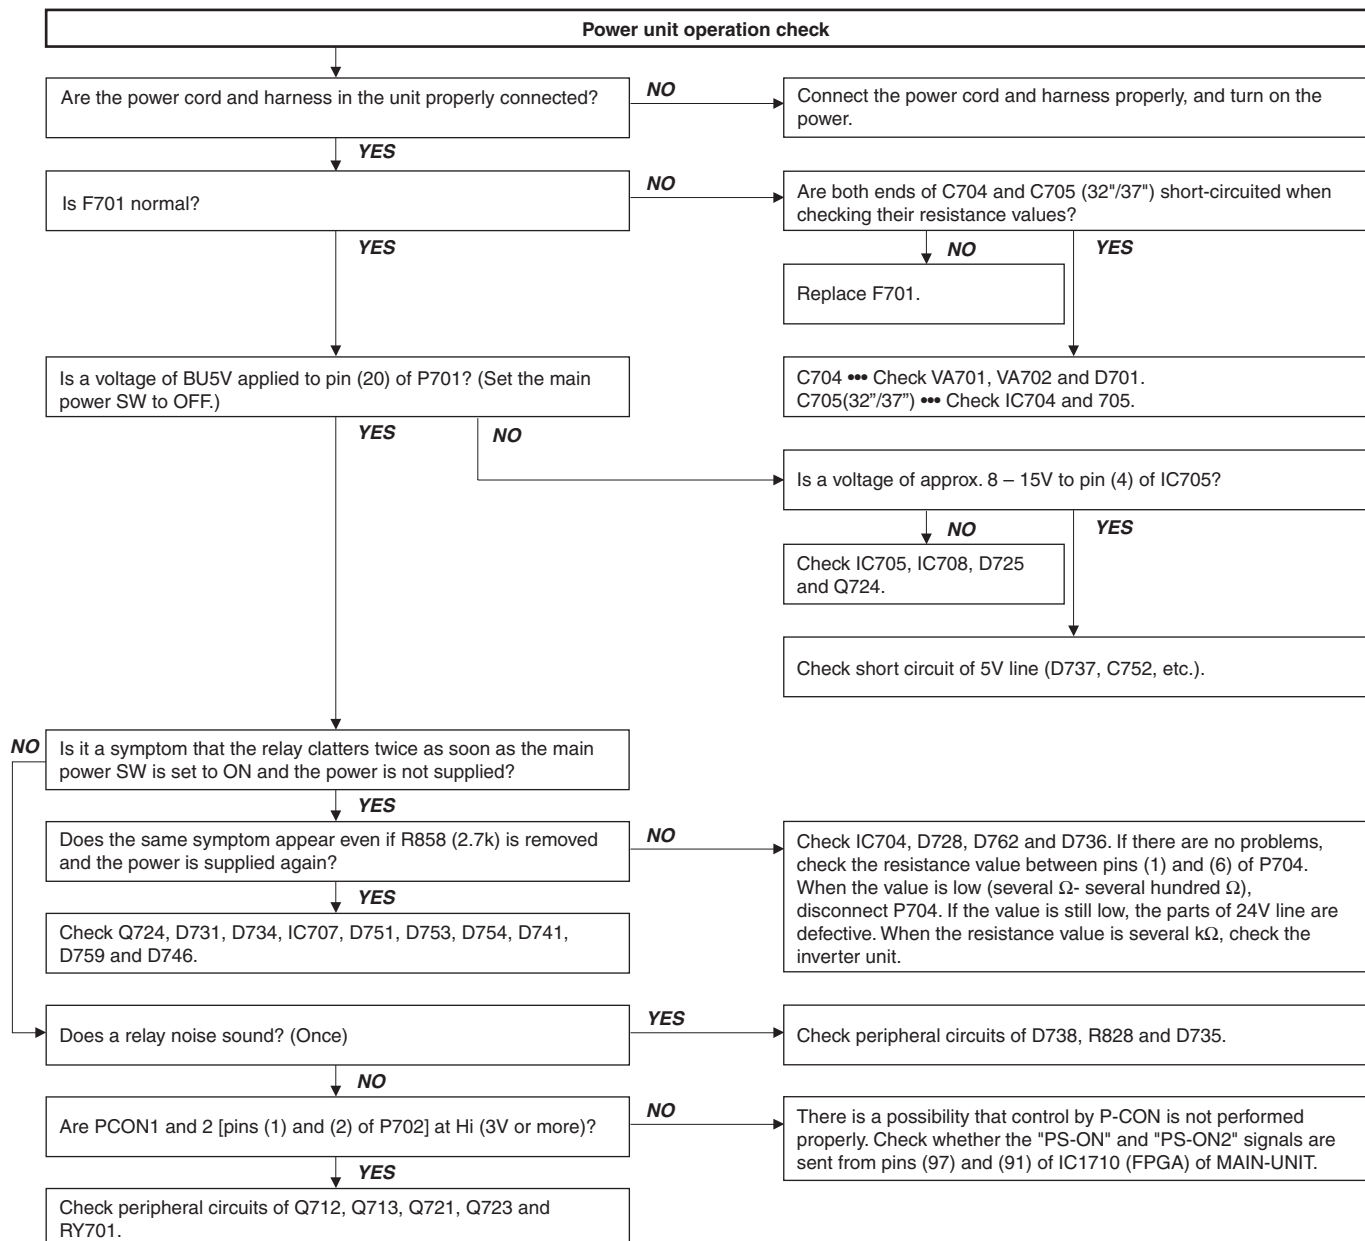 Power unit operation check
Are the power cord and harness in the unit properly connected?
NO
Connect the power cord and harness properly, and turn on the
power.
YES
Is F701 normal?
NO
Are both ends of C704 and C705 (32"/37") short-circuited when
checking their resistance values?
YES
NO
YES
Replace F701.
Is a voltage of BU5V applied to pin (20) of P701? (Set the main
power SW to OFF.)
C704 ••• Check VA701, VA702 and D701.
C705(32”/37”) ••• Check IC704 and 705.
YES
NO
Is a voltage of approx. 8 – 15V to pin (4) of IC705?
NO
YES
Check IC705, IC708, D725
and Q724.
Check short circuit of 5V line (D737, C752, etc.).
NO
Is it a symptom that the relay clatters twice as soon as the main
power SW is set to ON and the power is not supplied?
YES
Does the same symptom appear even if R858 (2.7k) is removed
and the power is supplied again?
NO
Check IC704, D728, D762 and D736. If there are no problems,
check the resistance value between pins (1) and (6) of P704.
When the value is low (several Ω- several hundred Ω),
disconnect P704. If the value is still low, the parts of 24V line are
defective. When the resistance value is several kΩ, check the
inverter unit.
YES
Check Q724, D731, D734, IC707, D751, D753, D754, D741,
D759 and D746.
Does a relay noise sound? (Once)
YES
Check peripheral circuits of D738, R828 and D735.
NO
Are PCON1 and 2 [pins (1) and (2) of P702] at Hi (3V or more)?
NO
There is a possibility that control by P-CON is not performed
properly. Check whether the "PS-ON" and "PS-ON2" signals are
sent from pins (97) and (91) of IC1710 (FPGA) of MAIN-UNIT.
YES
Check peripheral circuits of Q712, Q713, Q721, Q723 and
RY701.